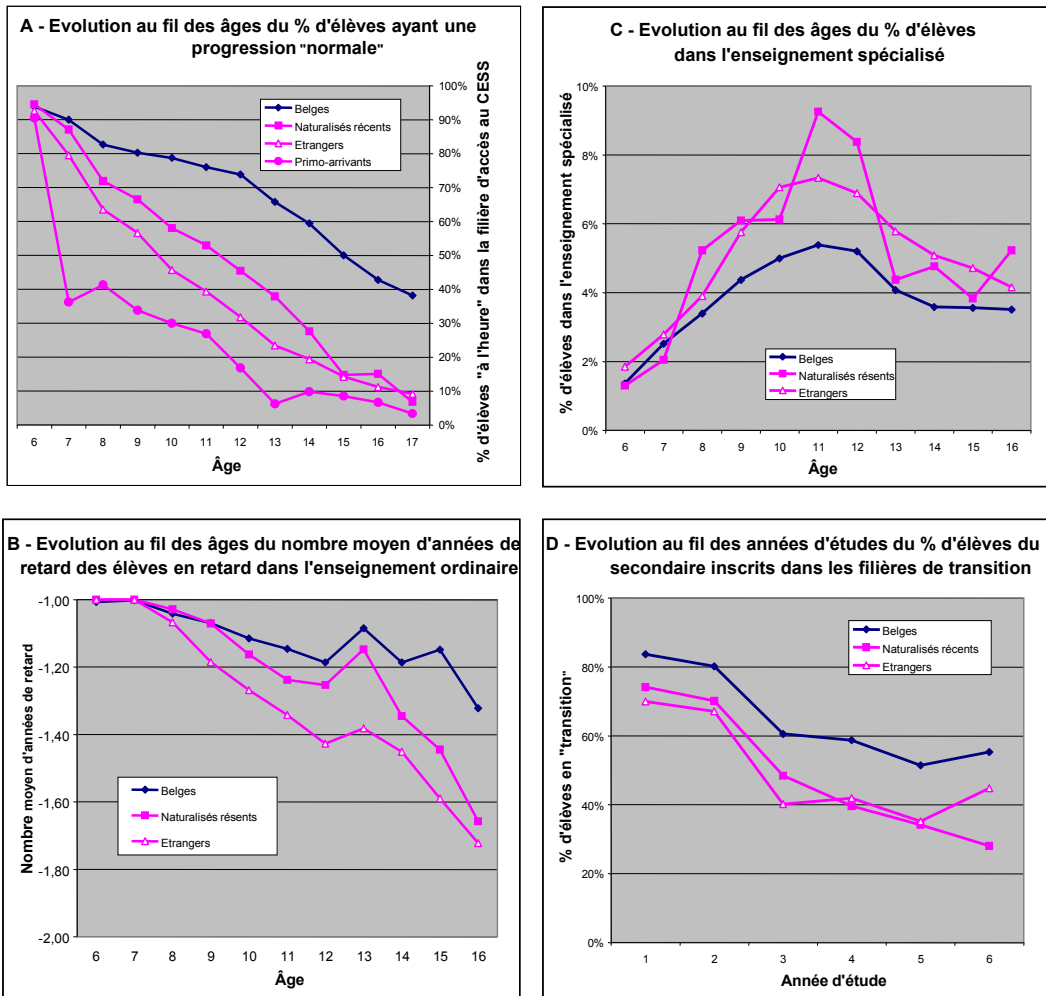 A - Evolution au fil des âges du % d'élèves ayant une
progression "normale"
100%
90%
80%
70%
60%
50%
40%
30%
20%
10%
0%
% d'élèves "à l'heure" dans la filière d'accès au CESS
Belges
Naturalisés récents
Etrangers
Primo-arrivants
6 7 8 9 10 11 12 13 14 15 16 17
Âge
C - Evolution au fil des âges du % d'élèves
dans l'enseignement spécialisé
% d'élèves dans l'enseignement spécialisé
10%
8%
6%
4%
2%
0%
Belges
Naturalisés résents
Etrangers
6 7 8 9 10 11 12 13 14 15 16
Âge
B - Evolution au fil des âges du nombre moyen d'années de
retard des élèves en retard dans l'enseignement ordinaire
Nombre moyen d'années de retard
-1,00
-1,20
-1,40
-1,60
-1,80
-2,00
Belges
Naturalisés résents
Etrangers
6 7 8 9 10 11 12 13 14 15 16
Âge
D - Evolution au fil des années d'études du % d'élèves du
secondaire inscrits dans les filières de transition
% d'élèves en "transition"
100%
80%
60%
40%
20%
0%
Belges
Naturalisés récents
Etrangers
1 2 3 4 5 6
Année d'étude